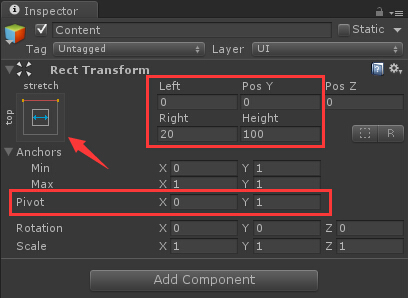 Inspector
Content Static
Tag Untagged Layer UI
Rect Transform
stretch
top
Left Pos Y Pos Z
0 0 0
Right Height
20 100
R
Anchors
Min X 0 Y 1
Max X 1 Y 1
Pivot X 0 Y 1
Rotation X 0 Y 0 Z 0
Scale X 1 Y 1 Z 1
Add Component